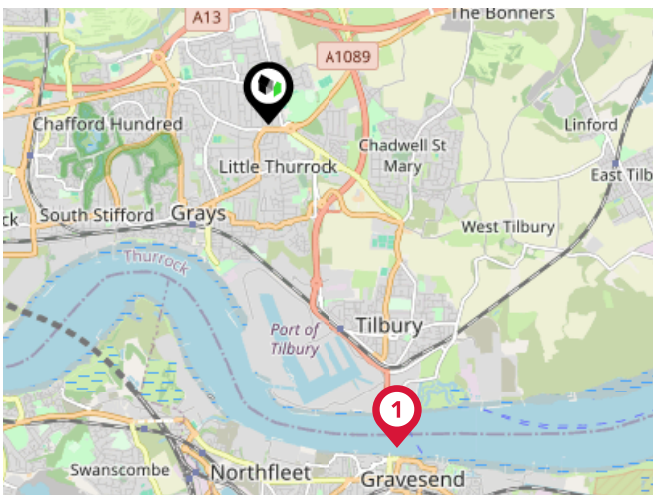 The Bonners
A13
A1089
Chafford Hundred
Linford
Chadwell St
Mary
Little Thurrock
East Tilb
ck
South Stifford
Grays
West Tilbury
Thurrock
Port of
Tilbury
Tilbury
1
Swanscombe
Northfleet
Gravesend